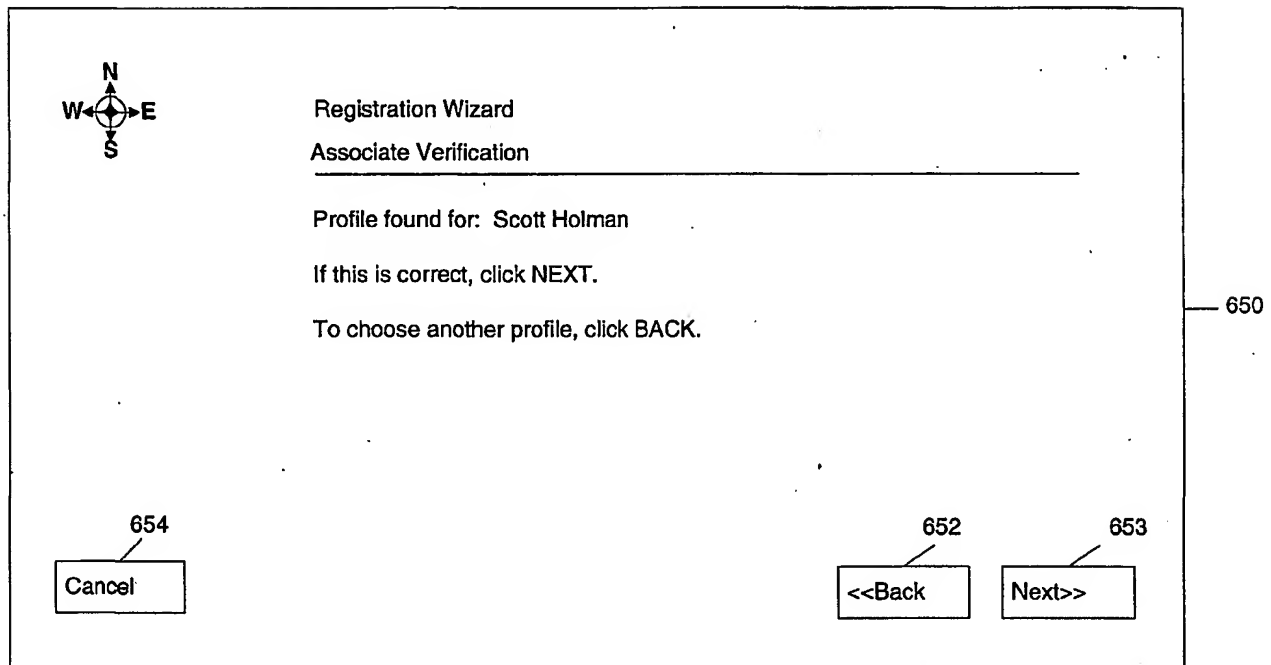 N
W E
S
Registration Wizard
Associate Verification
Profile found for: Scott Holman
If this is correct, click NEXT.
To choose another profile, click BACK.
650
654
652
653
Cancel
<<Back
Next>>